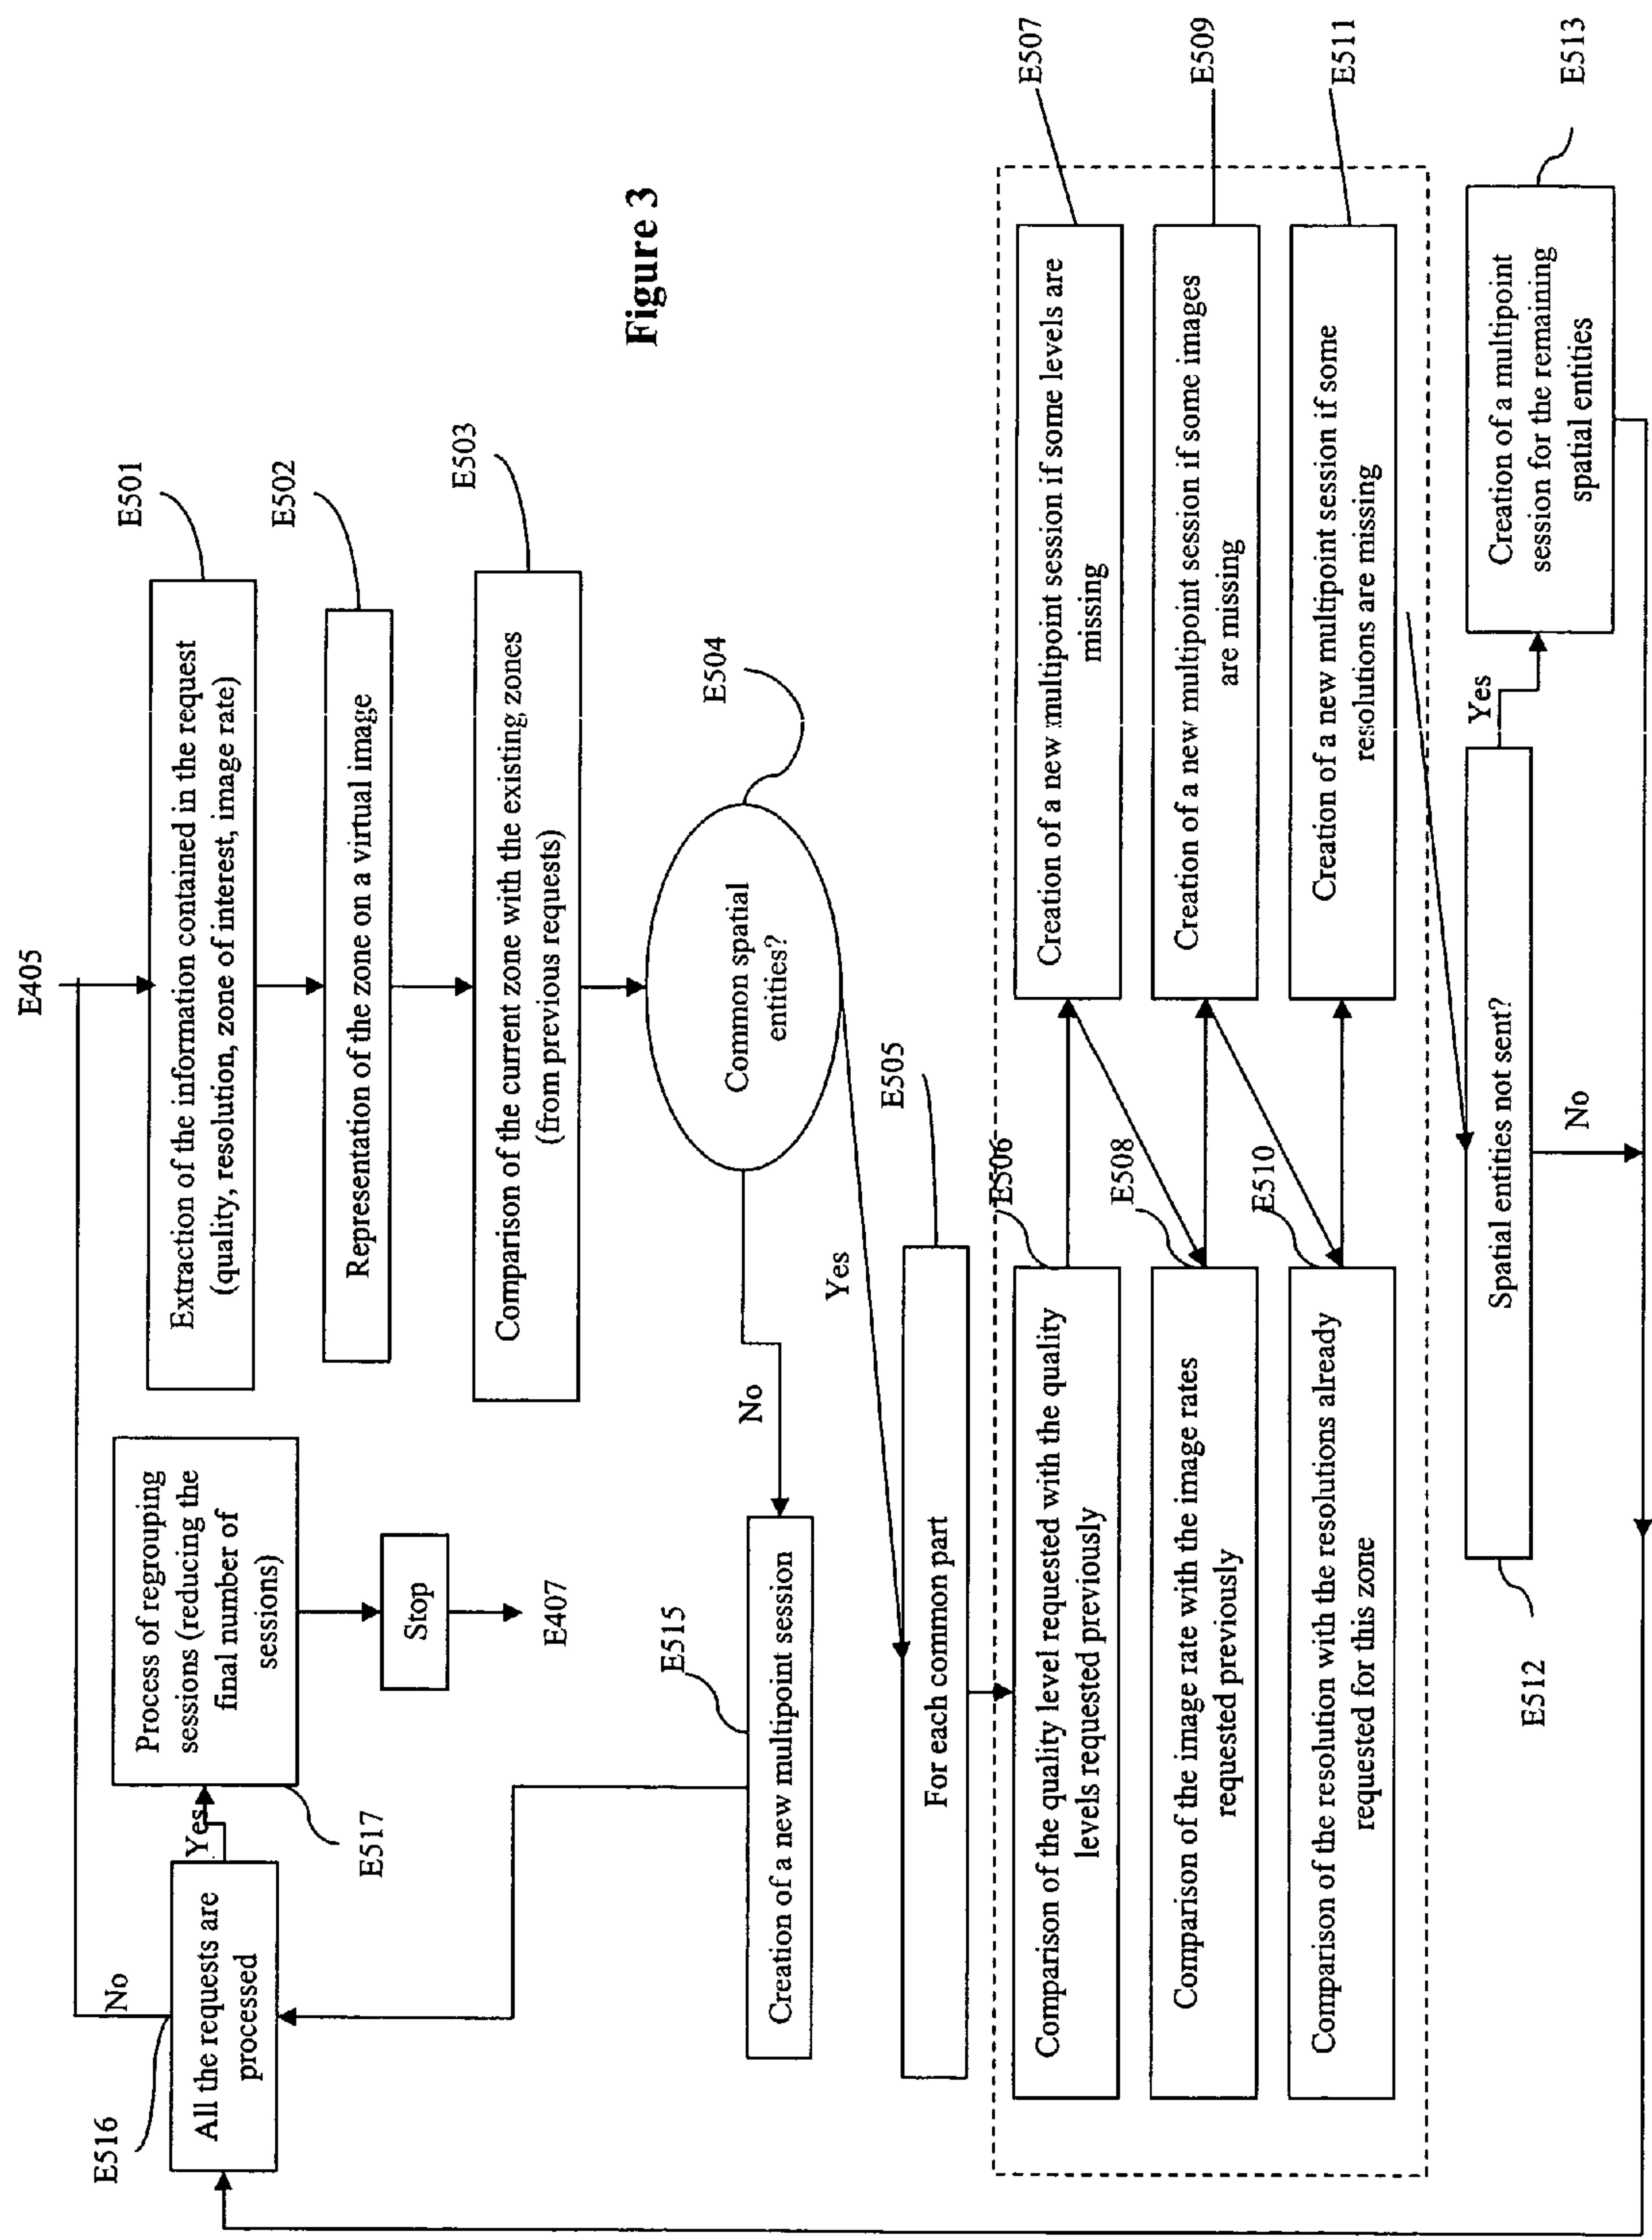 E405
E501
Extraction of the information contained in the request
(quality, resolution, zone of interest, image rate)
E502
Representation of the zone on a virtual image
E503
Comparison of the current zone with the existing zones
(from previous requests)
E504
Common spatial
entities?
No
Yes
E516
All the requests are
processed
No
Yes
E517
Process of regrouping
sessions (reducing the
final number of
sessions)
Stop
E407
E515
Creation of a new multipoint session
E505
For each common part
E506
Comparison of the quality level requested with the quality
levels requested previously
E507
Creation of a new multipoint session if some levels are
missing
E508
Comparison of the image rate with the image rates
requested previously
E509
Creation of a new multipoint session if some images
are missing
E510
Comparison of the resolution with the resolutions already
requested for this zone
E511
Creation of a new multipoint session if some
resolutions are missing
E512
Spatial entities not sent?
Yes
No
E513
Creation of a multipoint
session for the remaining
spatial entities
Figure 3